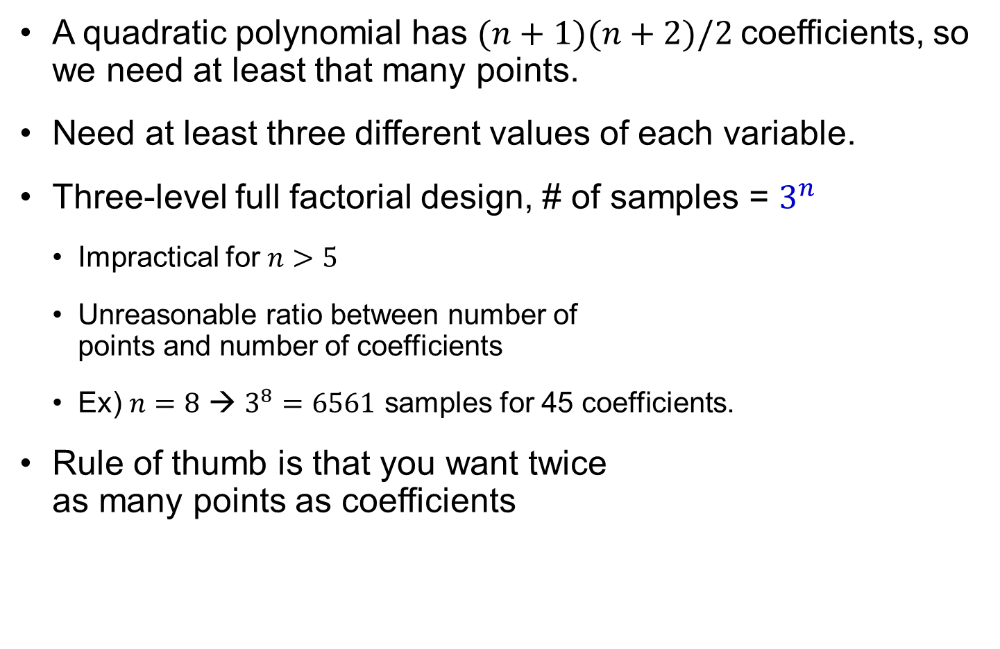 • A quadratic polynomial has (𝑛 + 1)(𝑛 + 2)/2 coefficients, so
we need at least that many points.
• Need at least three different values of each variable.
• Three-level full factorial design, # of samples = 3ⁿ
• Impractical for 𝑛 > 5
• Unreasonable ratio between number of
points and number of coefficients
• Ex) 𝑛 = 8 → 3⁸ = 6561 samples for 45 coefficients.
• Rule of thumb is that you want twice
as many points as coefficients